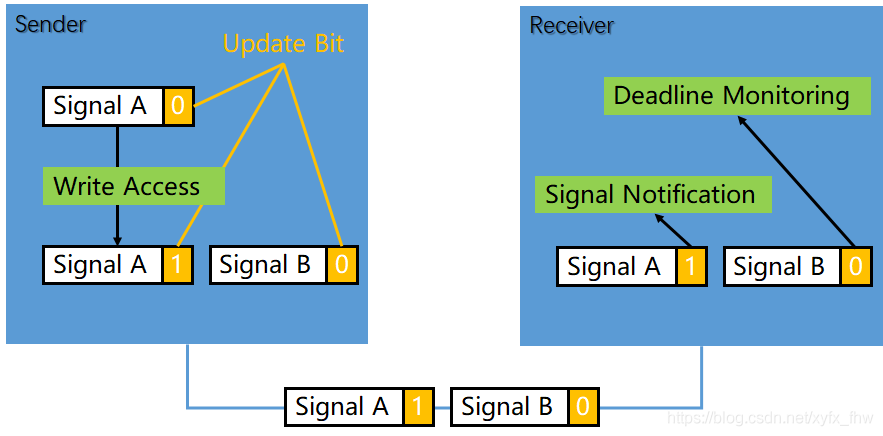 Sender
Update Bit
Signal A 0
Write Access
Signal A 1
Signal B 0
Receiver
Deadline Monitoring
Signal Notification
Signal A 1
Signal B 0
Signal A 1
Signal B 0
https://blog.csdn.net/xyfx_fhw